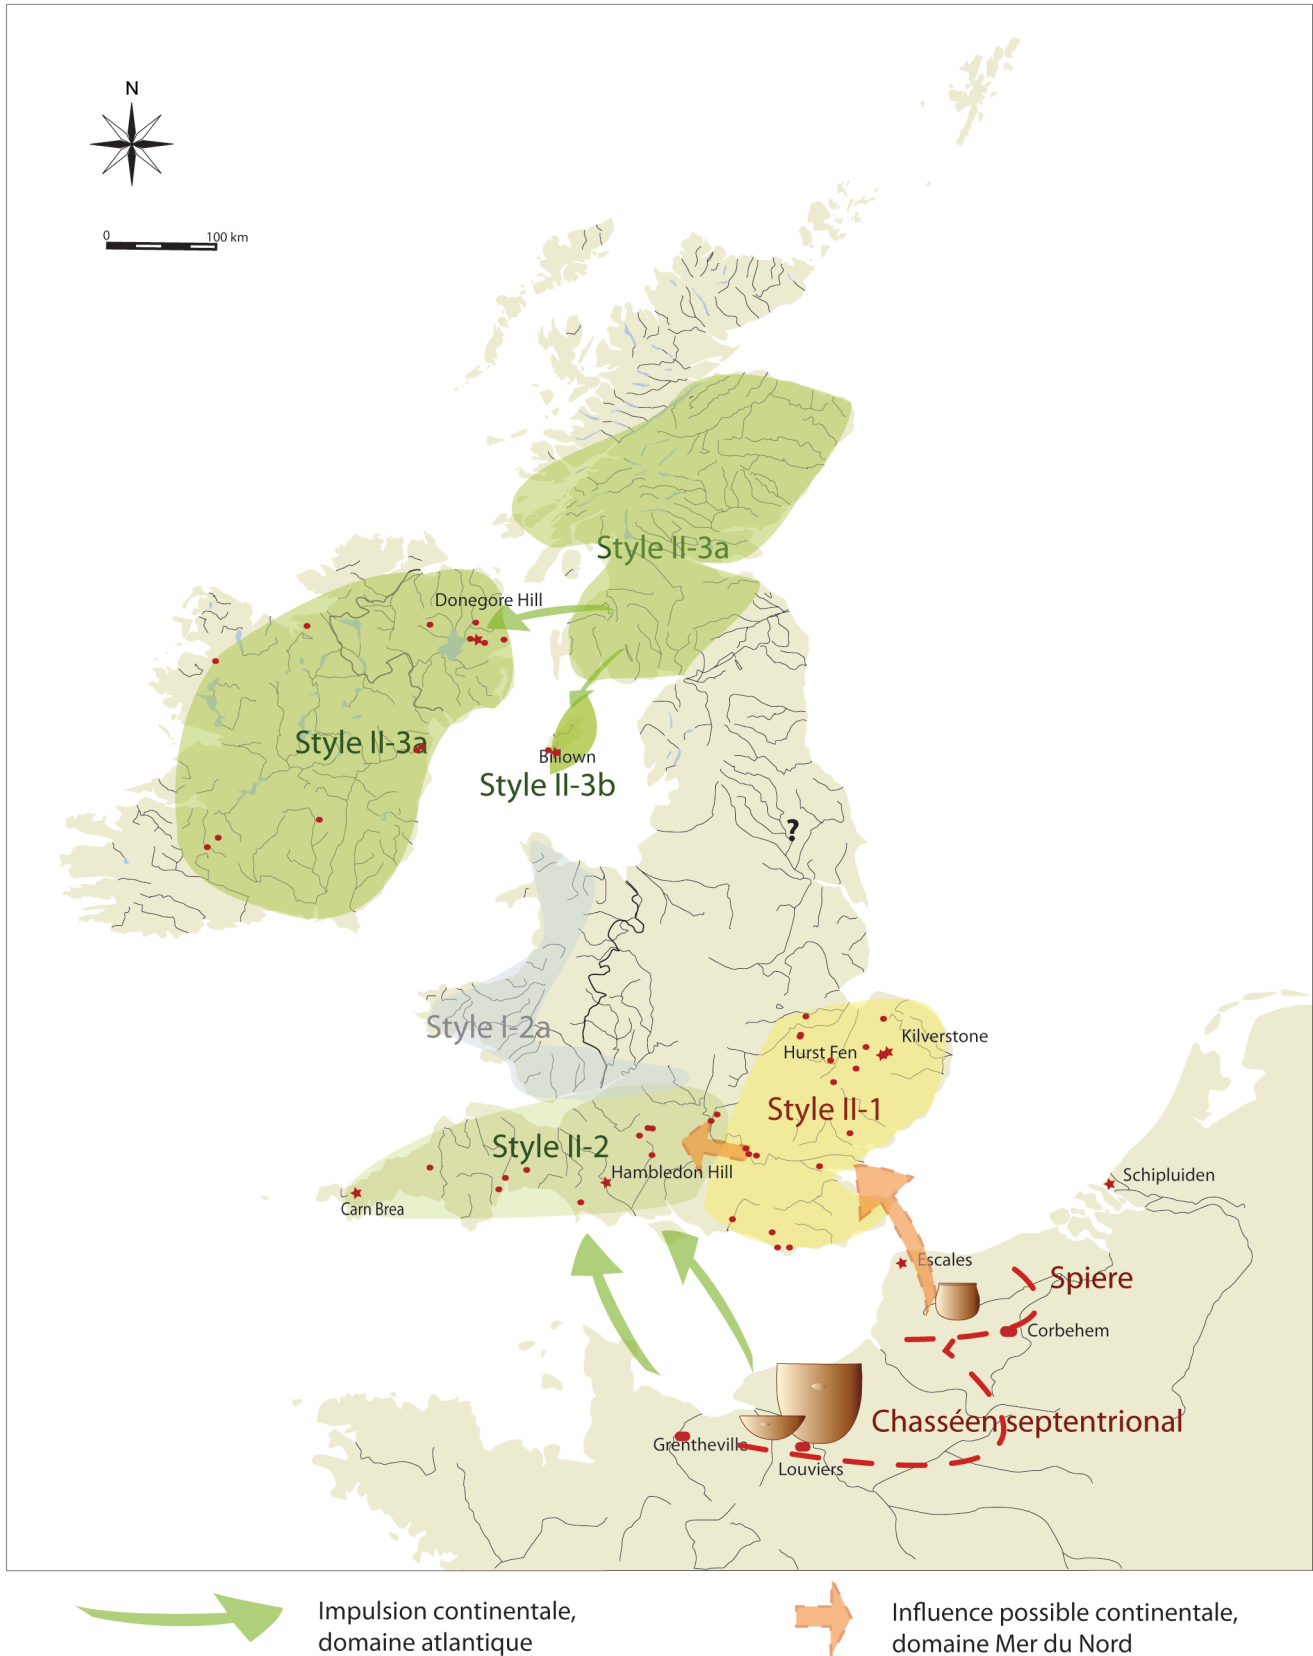 N
0 100 km
Style II-3a
Donegore Hill
Style II-3a
Billown
Style II-3b
?
Style I-2a
Kilverstone
Hurst Fen
Style II-1
Style II-2
Hambledon Hill
Carn Brea
Schipluiden
Escales
Spiere
Corbehem
Chasséen septentrional
Grentheville
Louviers
Impulsion continentale,
domaine atlantique
Influence possible continentale,
domaine Mer du Nord